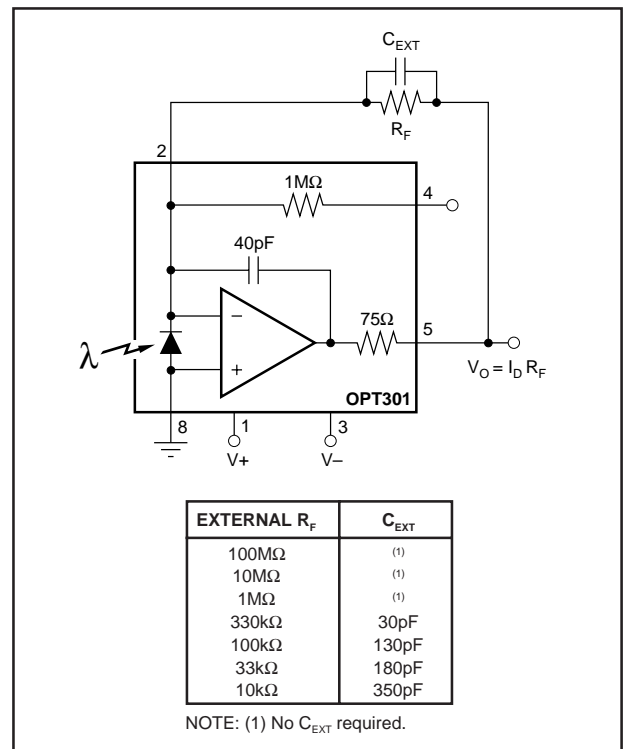 C_EXT
R_F
2
1MΩ
4
40pF
75Ω
5
λ
–
+
V_O = I_D R_F
OPT301
8
1
3
V+
V–
EXTERNAL R_F C_EXT
100MΩ (1)
10MΩ (1)
1MΩ (1)
330kΩ 30pF
100kΩ 130pF
33kΩ 180pF
10kΩ 350pF
NOTE: (1) No C_EXT required.